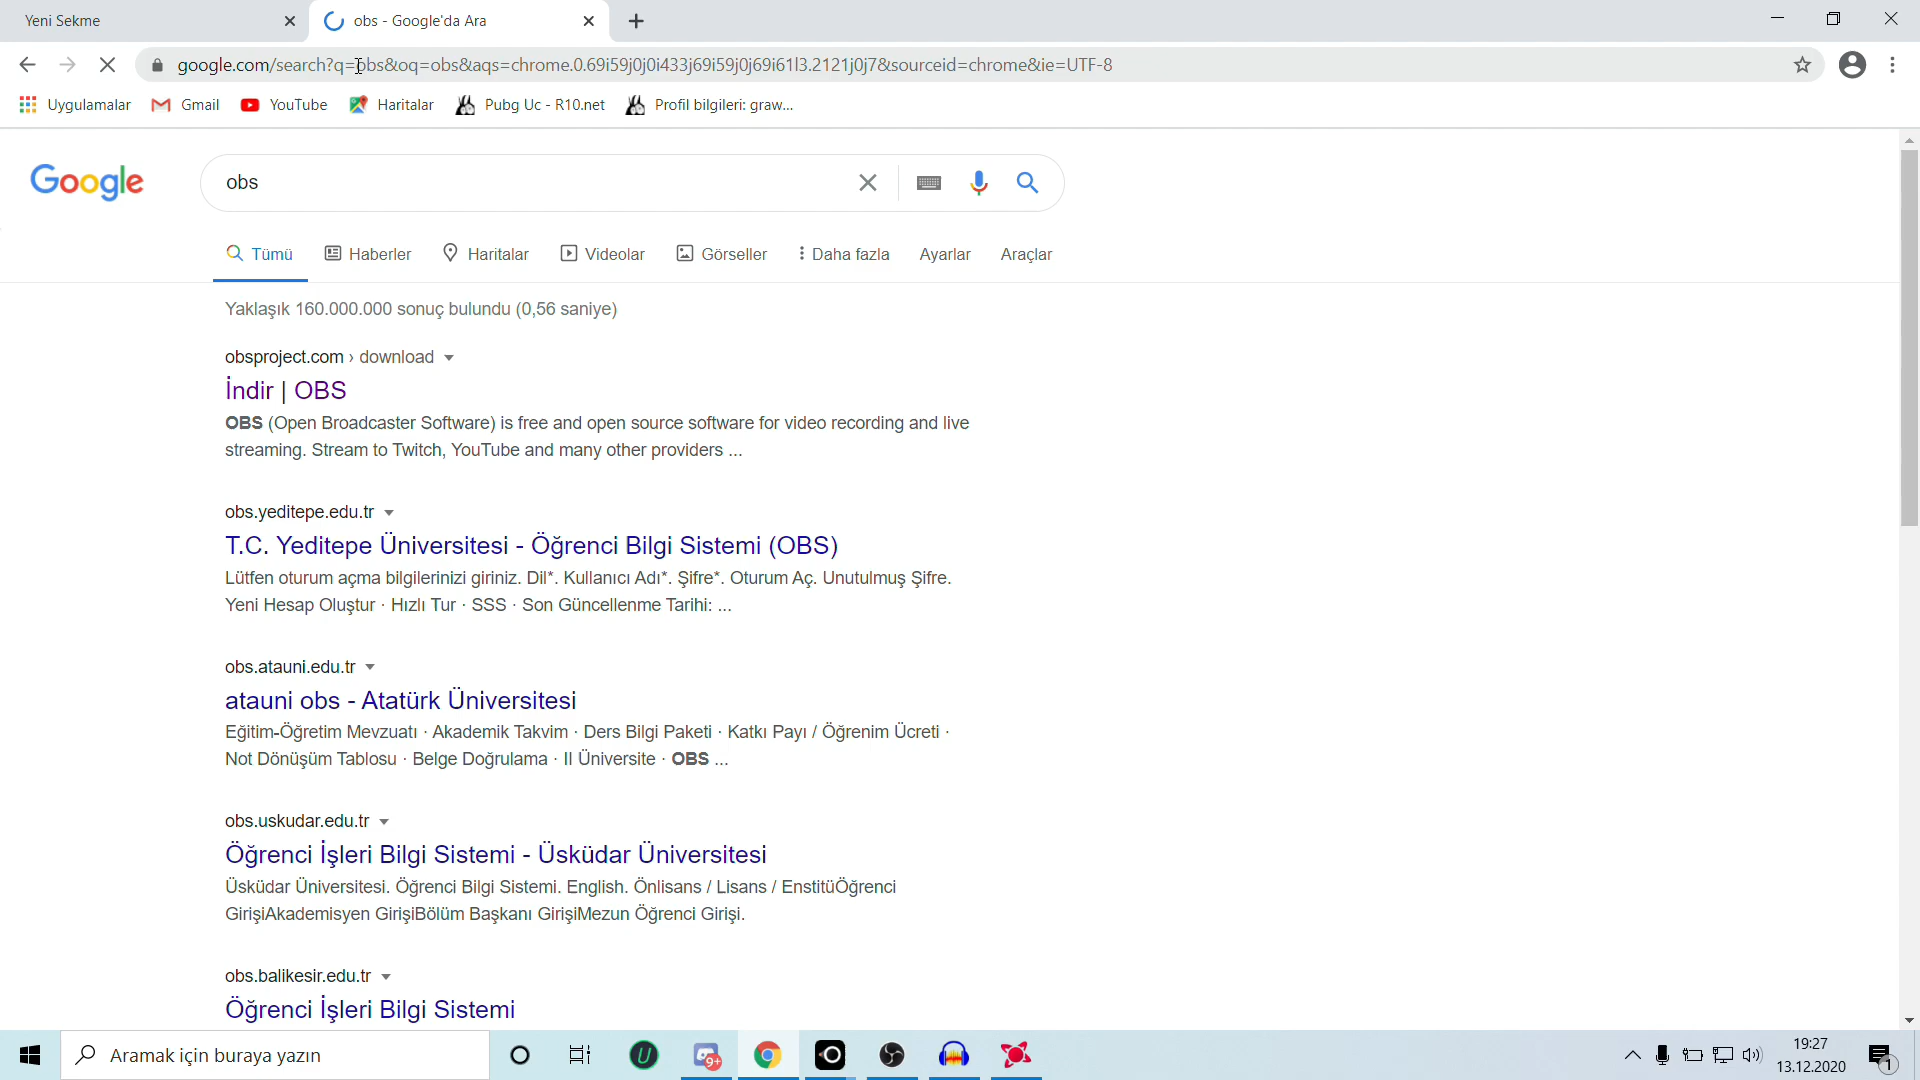 Yeni Sekme
obs - Google'da Ara
google.com/search?q=obs&oq=obs&aqs=chrome.0.69i59j0j0i433j69i59j0j69i61l3.2121j0j7&sourceid=chrome&ie=UTF-8
Uygulamalar
Gmail
YouTube
Haritalar
Pubg Uc - R10.net
Profil bilgileri: graw...
Google
obs
Tümü
Haberler
Haritalar
Videolar
Görseller
Daha fazla
Ayarlar
Araçlar
Yaklaşık 160.000.000 sonuç bulundu (0,56 saniye)
obsproject.com › download
İndir | OBS
OBS (Open Broadcaster Software) is free and open source software for video recording and live
streaming. Stream to Twitch, YouTube and many other providers ...
obs.yeditepe.edu.tr
T.C. Yeditepe Üniversitesi - Öğrenci Bilgi Sistemi (OBS)
Lütfen oturum açma bilgilerinizi giriniz. Dil*. Kullanıcı Adı*. Şifre*. Oturum Aç. Unutulmuş Şifre.
Yeni Hesap Oluştur · Hızlı Tur · SSS · Son Güncellenme Tarihi: ...
obs.atauni.edu.tr
atauni obs - Atatürk Üniversitesi
Eğitim-Öğretim Mevzuatı · Akademik Takvim · Ders Bilgi Paketi · Katkı Payı / Öğrenim Ücreti ·
Not Dönüşüm Tablosu · Belge Doğrulama · II Üniversite · OBS ...
obs.uskudar.edu.tr
Öğrenci İşleri Bilgi Sistemi - Üsküdar Üniversitesi
Üsküdar Üniversitesi. Öğrenci Bilgi Sistemi. English. Önlisans / Lisans / EnstitüÖğrenci
GirişiAkademisyen GirişiBölüm Başkanı GirişiMezun Öğrenci Girişi.
obs.balikesir.edu.tr
Öğrenci İşleri Bilgi Sistemi
Aramak için buraya yazın
9+
19:27
13.12.2020
1